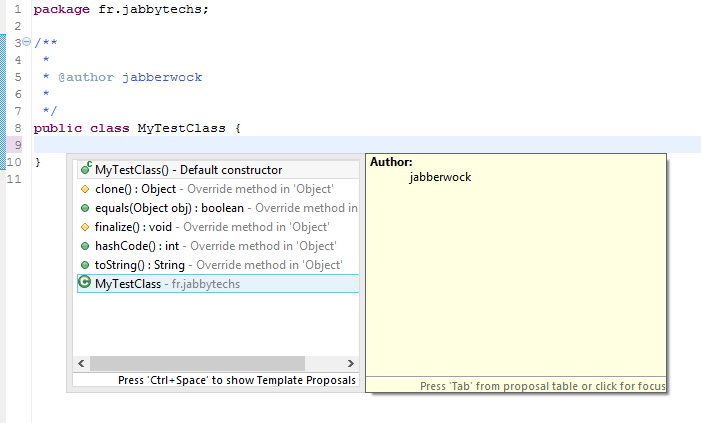 1 package fr.jabbytechs;
2
3 /**
4 *
5 * @author jabberwock
6 *
7 */
8 public class MyTestClass {
9
10 }
11
MyTestClass() - Default constructor
clone() : Object - Override method in 'Object'
equals(Object obj) : boolean - Override method in
finalize() : void - Override method in 'Object'
hashCode() : int - Override method in 'Object'
toString() : String - Override method in 'Object'
MyTestClass - fr.jabbytechs
Press 'Ctrl+Space' to show Template Proposals
Author:
jabberwock
Press 'Tab' from proposal table or click for focus